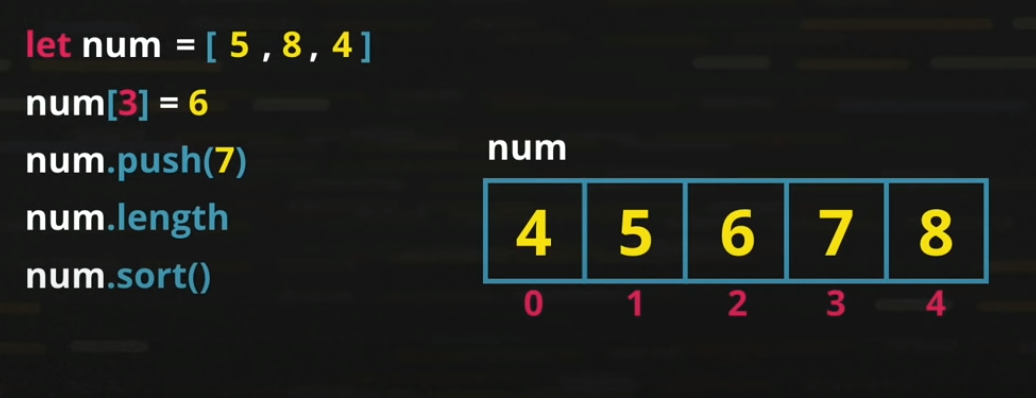 let num = [ 5 , 8 , 4 ]
num[3] = 6
num.push(7)
num.length
num.sort()
num
4 5 6 7 8
0 1 2 3 4